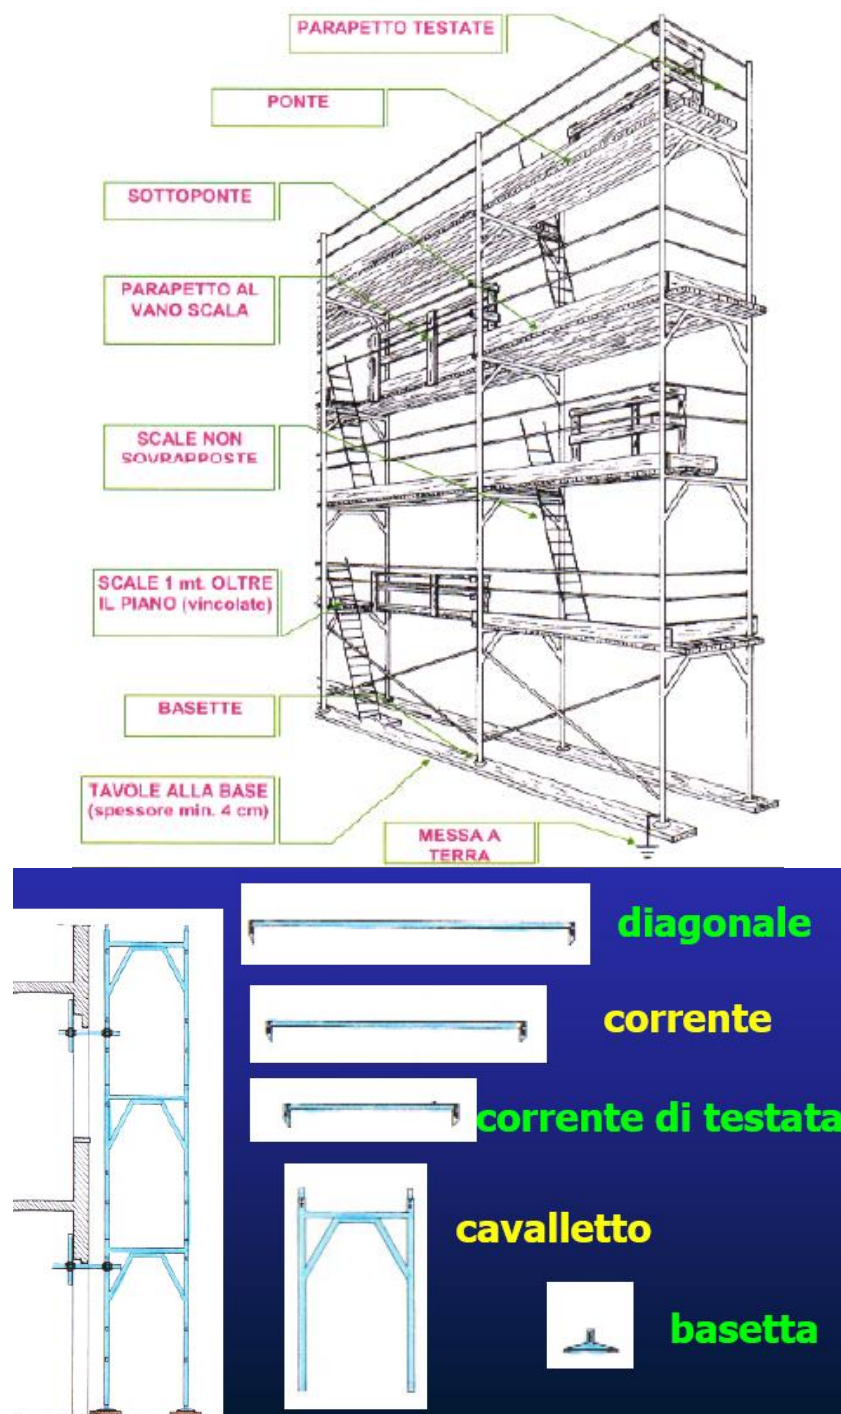 PARAPETTO TESTATE
PONTE
SOTTOPONTE
PARAPETTO AL
VANO SCALA
SCALE NON
SOVRAPPOSTE
SCALE 1 mt. OLTRE
IL PIANO (vincolate)
BASETTE
TAVOLE ALLA BASE
(spessore min. 4 cm)
MESSA A
TERRA
diagonale
corrente
corrente di testata
cavalletto
basetta